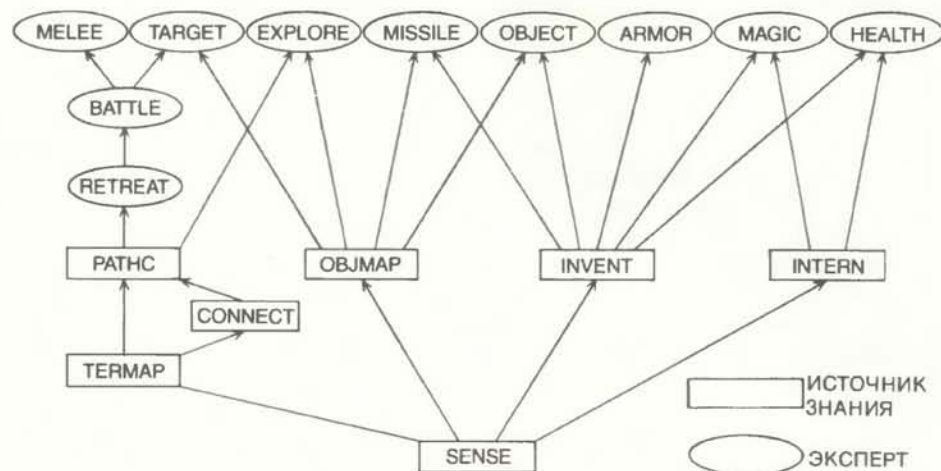 MELEE TARGET EXPLORE MISSILE OBJECT ARMOR MAGIC HEALTH
BATTLE
RETREAT
PATHC OBJMAP INVENT INTERN
CONNECT
TERMAP
ИСТОЧНИК
ЗНАНИЯ
SENSE
ЭКСПЕРТ